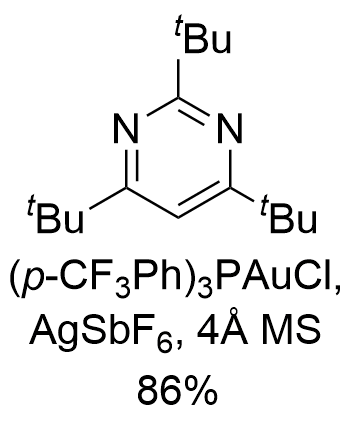 ᵗBu
N N
ᵗBu ᵗBu
(p-CF₃Ph)₃PAuCl,
AgSbF₆, 4Å MS
86%